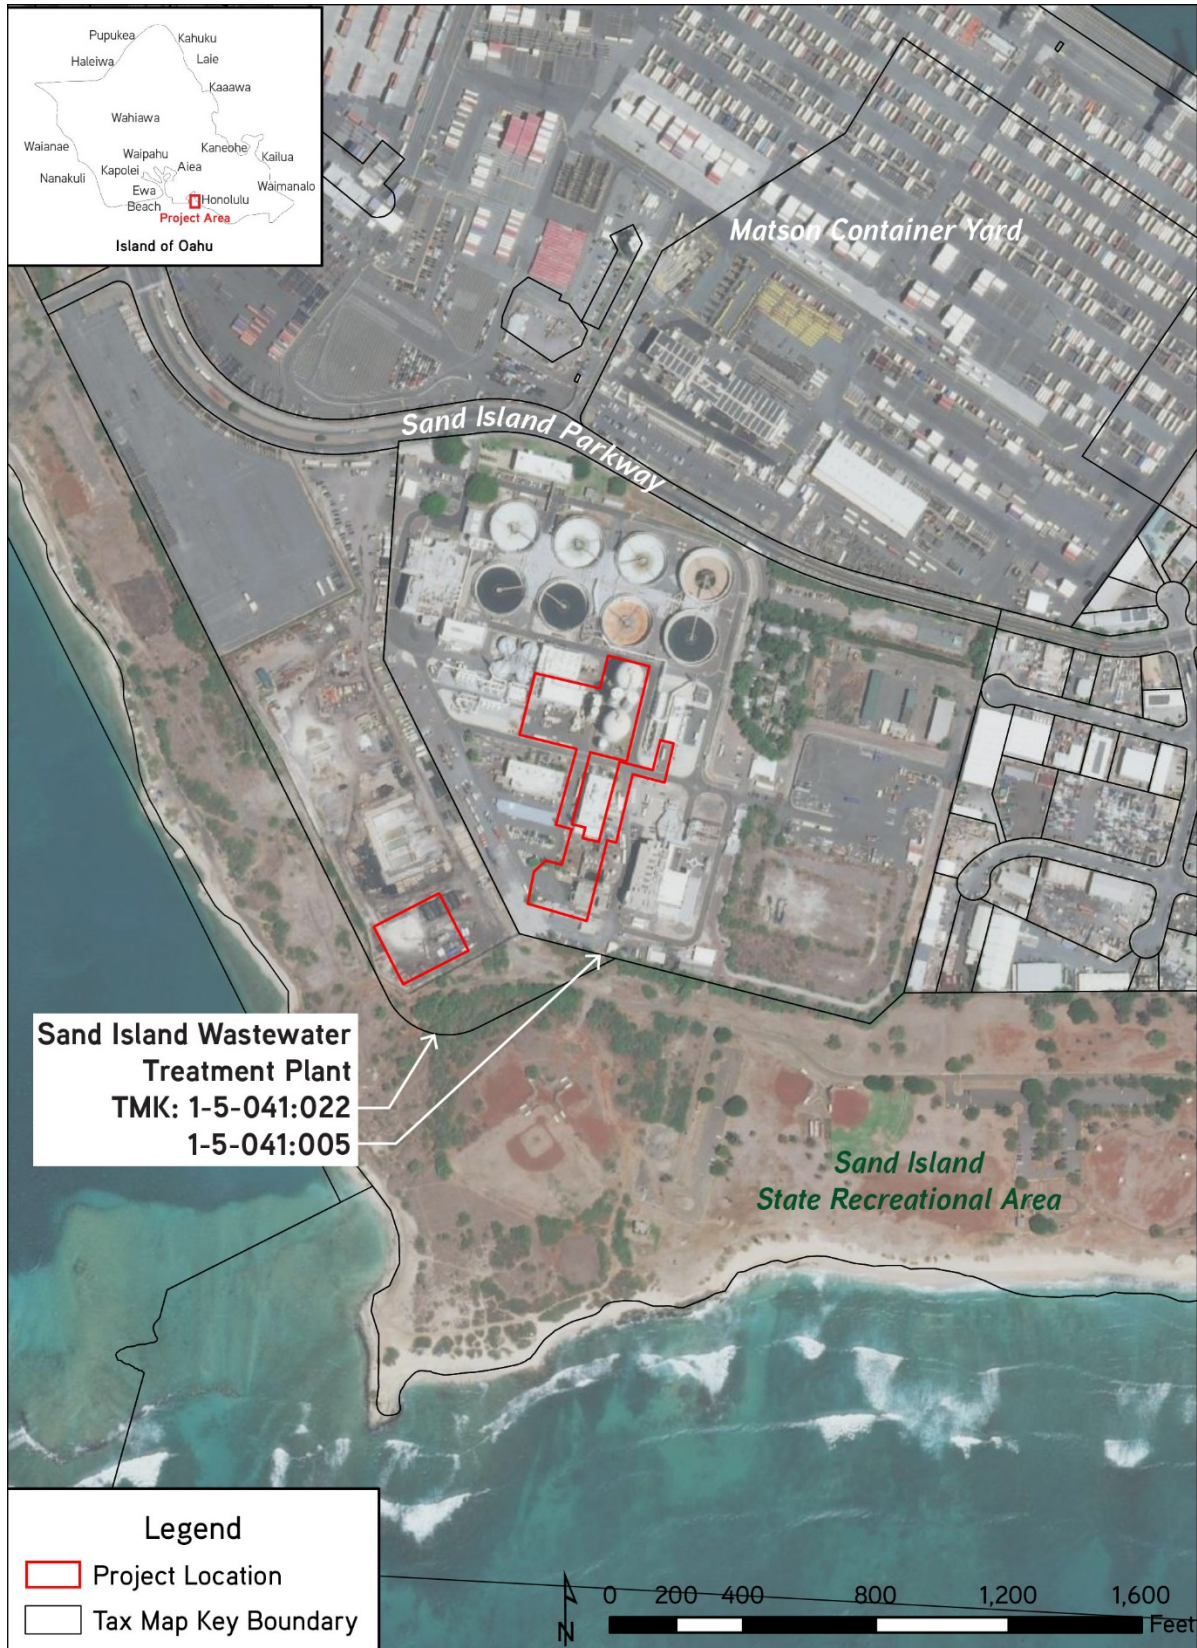 Pupukea
Kahuku
Haleiwa
Laie
Kaaawa
Wahiawa
Waianae
Kaneohe
Waipahu
Kailua
Kapolei
Aiea
Nanakuli
Waimanalo
Ewa
Beach
Honolulu
Project Area
Island of Oahu
Matson Container Yard
Sand Island Parkway
Sand Island Wastewater
Treatment Plant
TMK: 1-5-041:022
1-5-041:005
Sand Island
State Recreational Area
Legend
Project Location
Tax Map Key Boundary
N
0 200 400 800 1,200 1,600
Feet